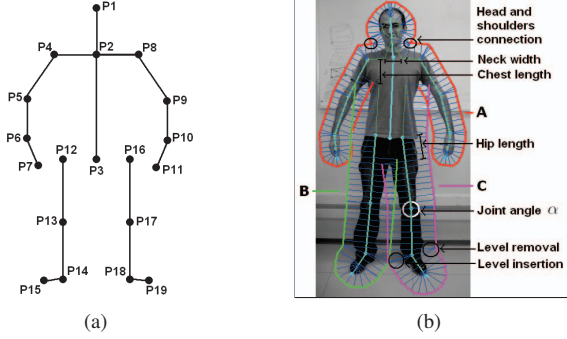 P1
P4
P2
P8
P5
P9
P6
P10
P7
P12
P3
P16
P11
P13
P17
P15
P14
P18
P19
(a)
Head and
shoulders
connection
Neck width
Chest length
A
Hip length
B
C
Joint angle α
Level removal
Level insertion
(b)